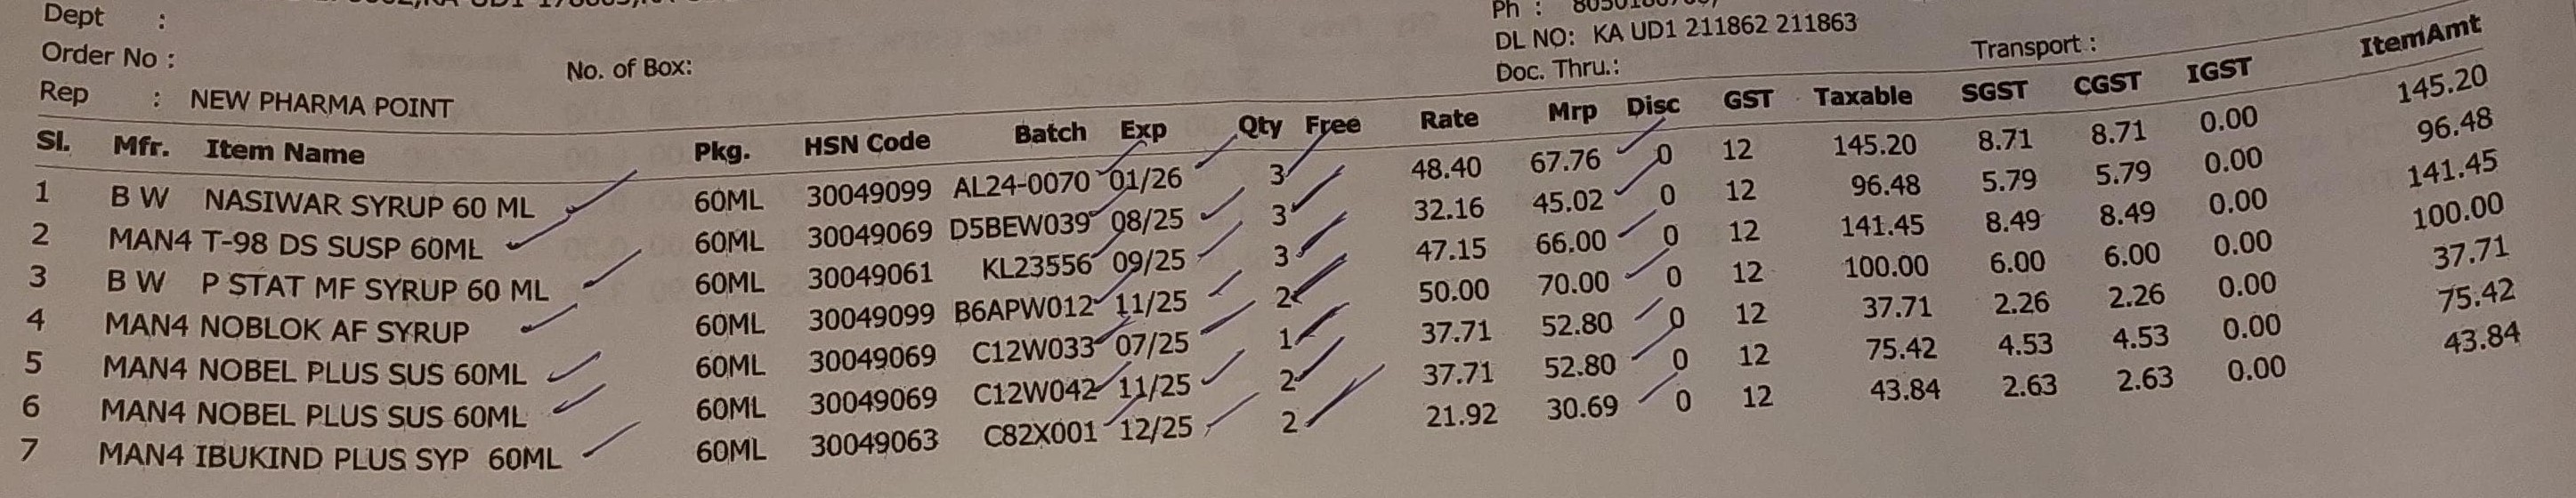 Dept :
Order No :
No. of Box:
Rep : NEW PHARMA POINT
Ph :
DL NO: KA UD1 211862 211863
Doc. Thru.:
Transport :
Sl. Mfr. Item Name Pkg. HSN Code Batch Exp Qty Free Rate Mrp Disc GST Taxable SGST CGST IGST ItemAmt
1 B W NASIWAR SYRUP 60 ML 60ML 30049099 AL24-0070 01/26 3 48.40 67.76 0 12 145.20 8.71 8.71 0.00 145.20
2 MAN4 T-98 DS SUSP 60ML 60ML 30049069 D5BEW039 08/25 3 32.16 45.02 0 12 96.48 5.79 5.79 0.00 96.48
3 B W P STAT MF SYRUP 60 ML 60ML 30049061 KL23556 09/25 3 47.15 66.00 0 12 141.45 8.49 8.49 0.00 141.45
4 MAN4 NOBLOK AF SYRUP 60ML 30049099 B6APW012 11/25 2 50.00 70.00 0 12 100.00 6.00 6.00 0.00 100.00
5 MAN4 NOBEL PLUS SUS 60ML 60ML 30049069 C12W033 07/25 1 37.71 52.80 0 12 37.71 2.26 2.26 0.00 37.71
6 MAN4 NOBEL PLUS SUS 60ML 60ML 30049069 C12W042 11/25 2 37.71 52.80 0 12 75.42 4.53 4.53 0.00 75.42
7 MAN4 IBUKIND PLUS SYP 60ML 60ML 30049063 C82X001 12/25 2 21.92 30.69 0 12 43.84 2.63 2.63 0.00 43.84